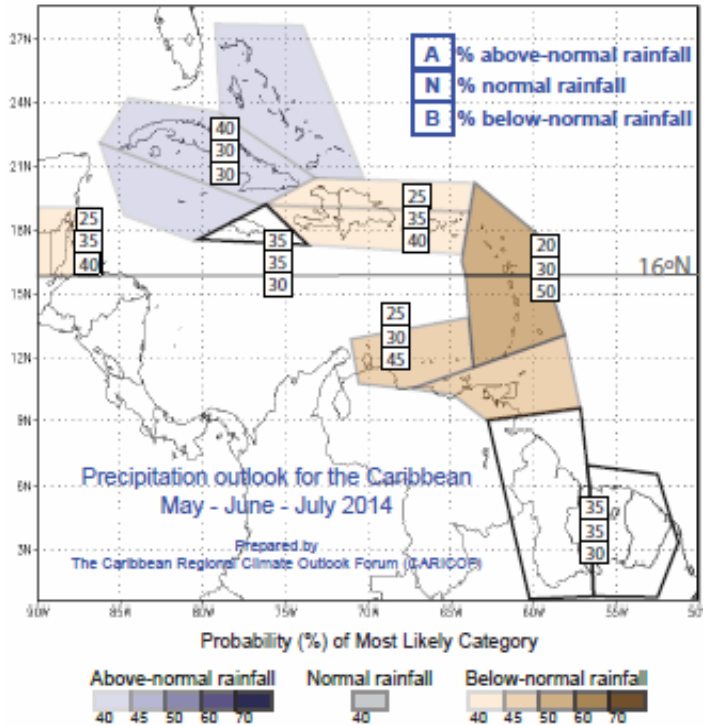 27N
24N
21N
18N
15N
12N
9N
6N
3N
A % above-normal rainfall
N % normal rainfall
B % below-normal rainfall
40
30
30
25
35
40
25
35
40
35
35
30
20
30
50
16ºN
25
30
45
35
35
30
Precipitation outlook for the Caribbean
May - June - July 2014
Prepared by
The Caribbean Regional Climate Outlook Forum (CARICOF)
90W 85W 80W 75W 70W 65W 60W 55W 50W
Probability (%) of Most Likely Category
Above-normal rainfall Normal rainfall Below-normal rainfall
40 45 50 60 70 40 40 45 50 60 70